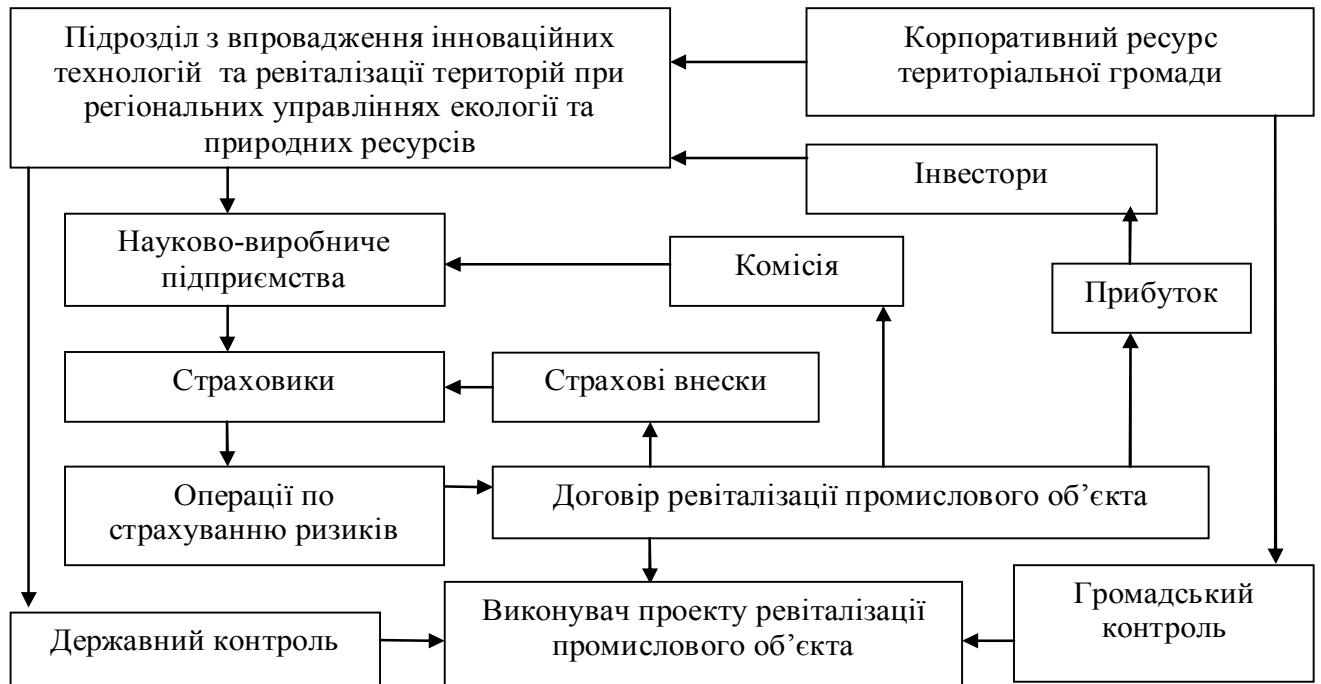 Підрозділ з впровадження інноваційних
технологій та ревіталізації територій при
регіональних управліннях екології та
природних ресурсів
Корпоративний ресурс
територіальної громади
Інвестори
Науково-виробниче
підприємства
Комісія
Прибуток
Страховики
Страхові внески
Операції по
страхуванню ризиків
Договір ревіталізації промислового об’єкта
Державний контроль
Виконувач проекту ревіталізації
промислового об’єкта
Громадський
контроль